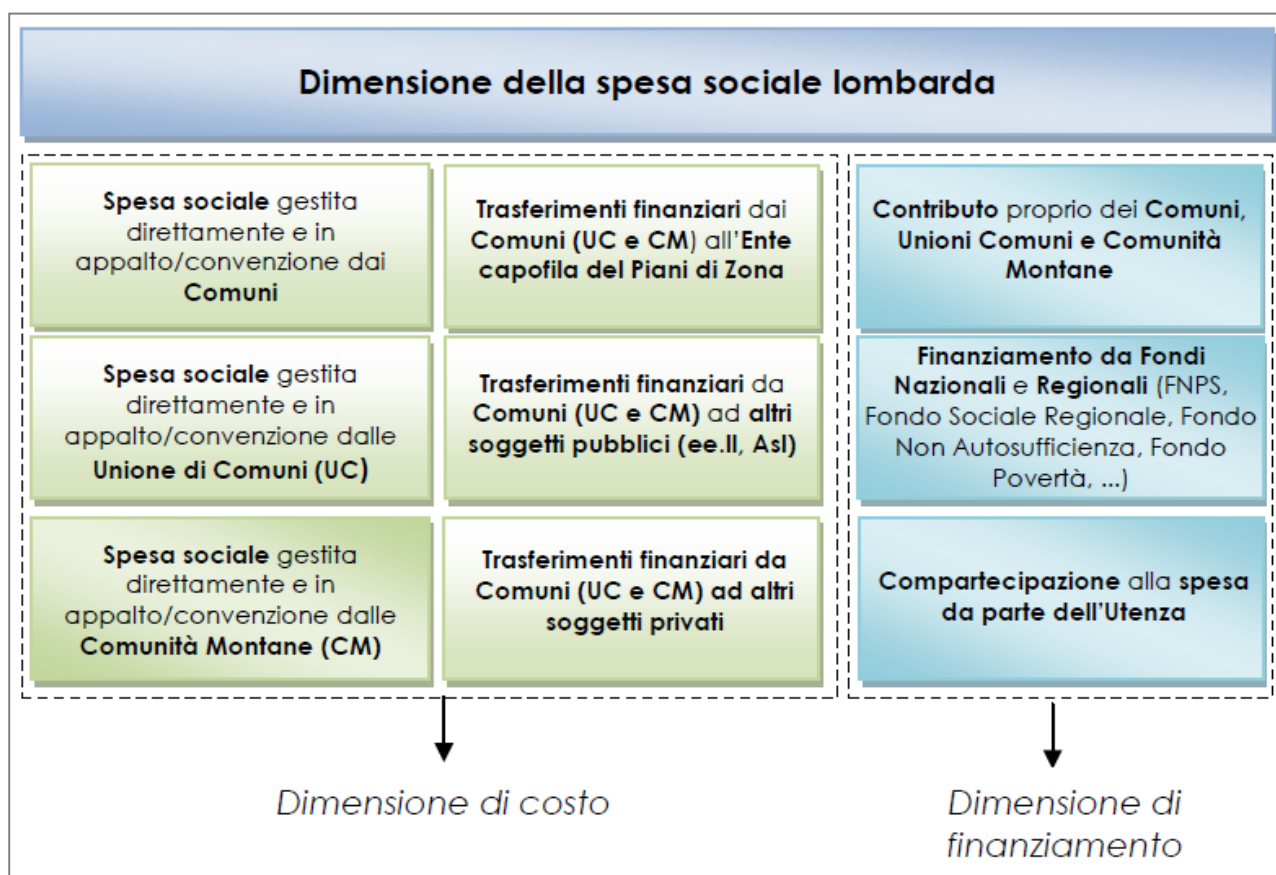 Dimensione della spesa sociale lombarda
Spesa sociale gestita
direttamente e in
appalto/convenzione dai
Comuni
Spesa sociale gestita
direttamente e in
appalto/convenzione dalle
Unione di Comuni (UC)
Spesa sociale gestita
direttamente e in
appalto/convenzione dalle
Comunità Montane (CM)
Trasferimenti finanziari dai
Comuni (UC e CM) all'Ente
capofila del Piani di Zona
Trasferimenti finanziari da
Comuni (UC e CM) ad altri
soggetti pubblici (ee.ll, Asl)
Trasferimenti finanziari da
Comuni (UC e CM) ad altri
soggetti privati
Dimensione di costo
Contributo proprio dei Comuni,
Unioni Comuni e Comunità
Montane
Finanziamento da Fondi
Nazionali e Regionali (FNPS,
Fondo Sociale Regionale, Fondo
Non Autosufficienza, Fondo
Povertà, ...)
Compartecipazione alla spesa
da parte dell'Utenza
Dimensione di
finanziamento